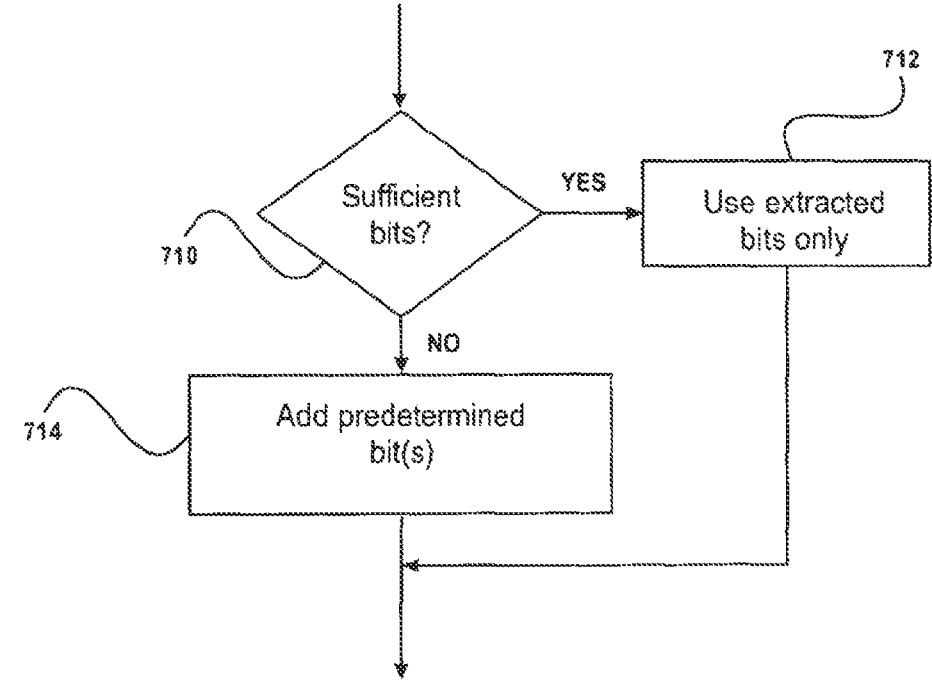 712
Sufficient
bits?
YES
Use extracted
bits only
710
NO
Add predetermined
bit(s)
714